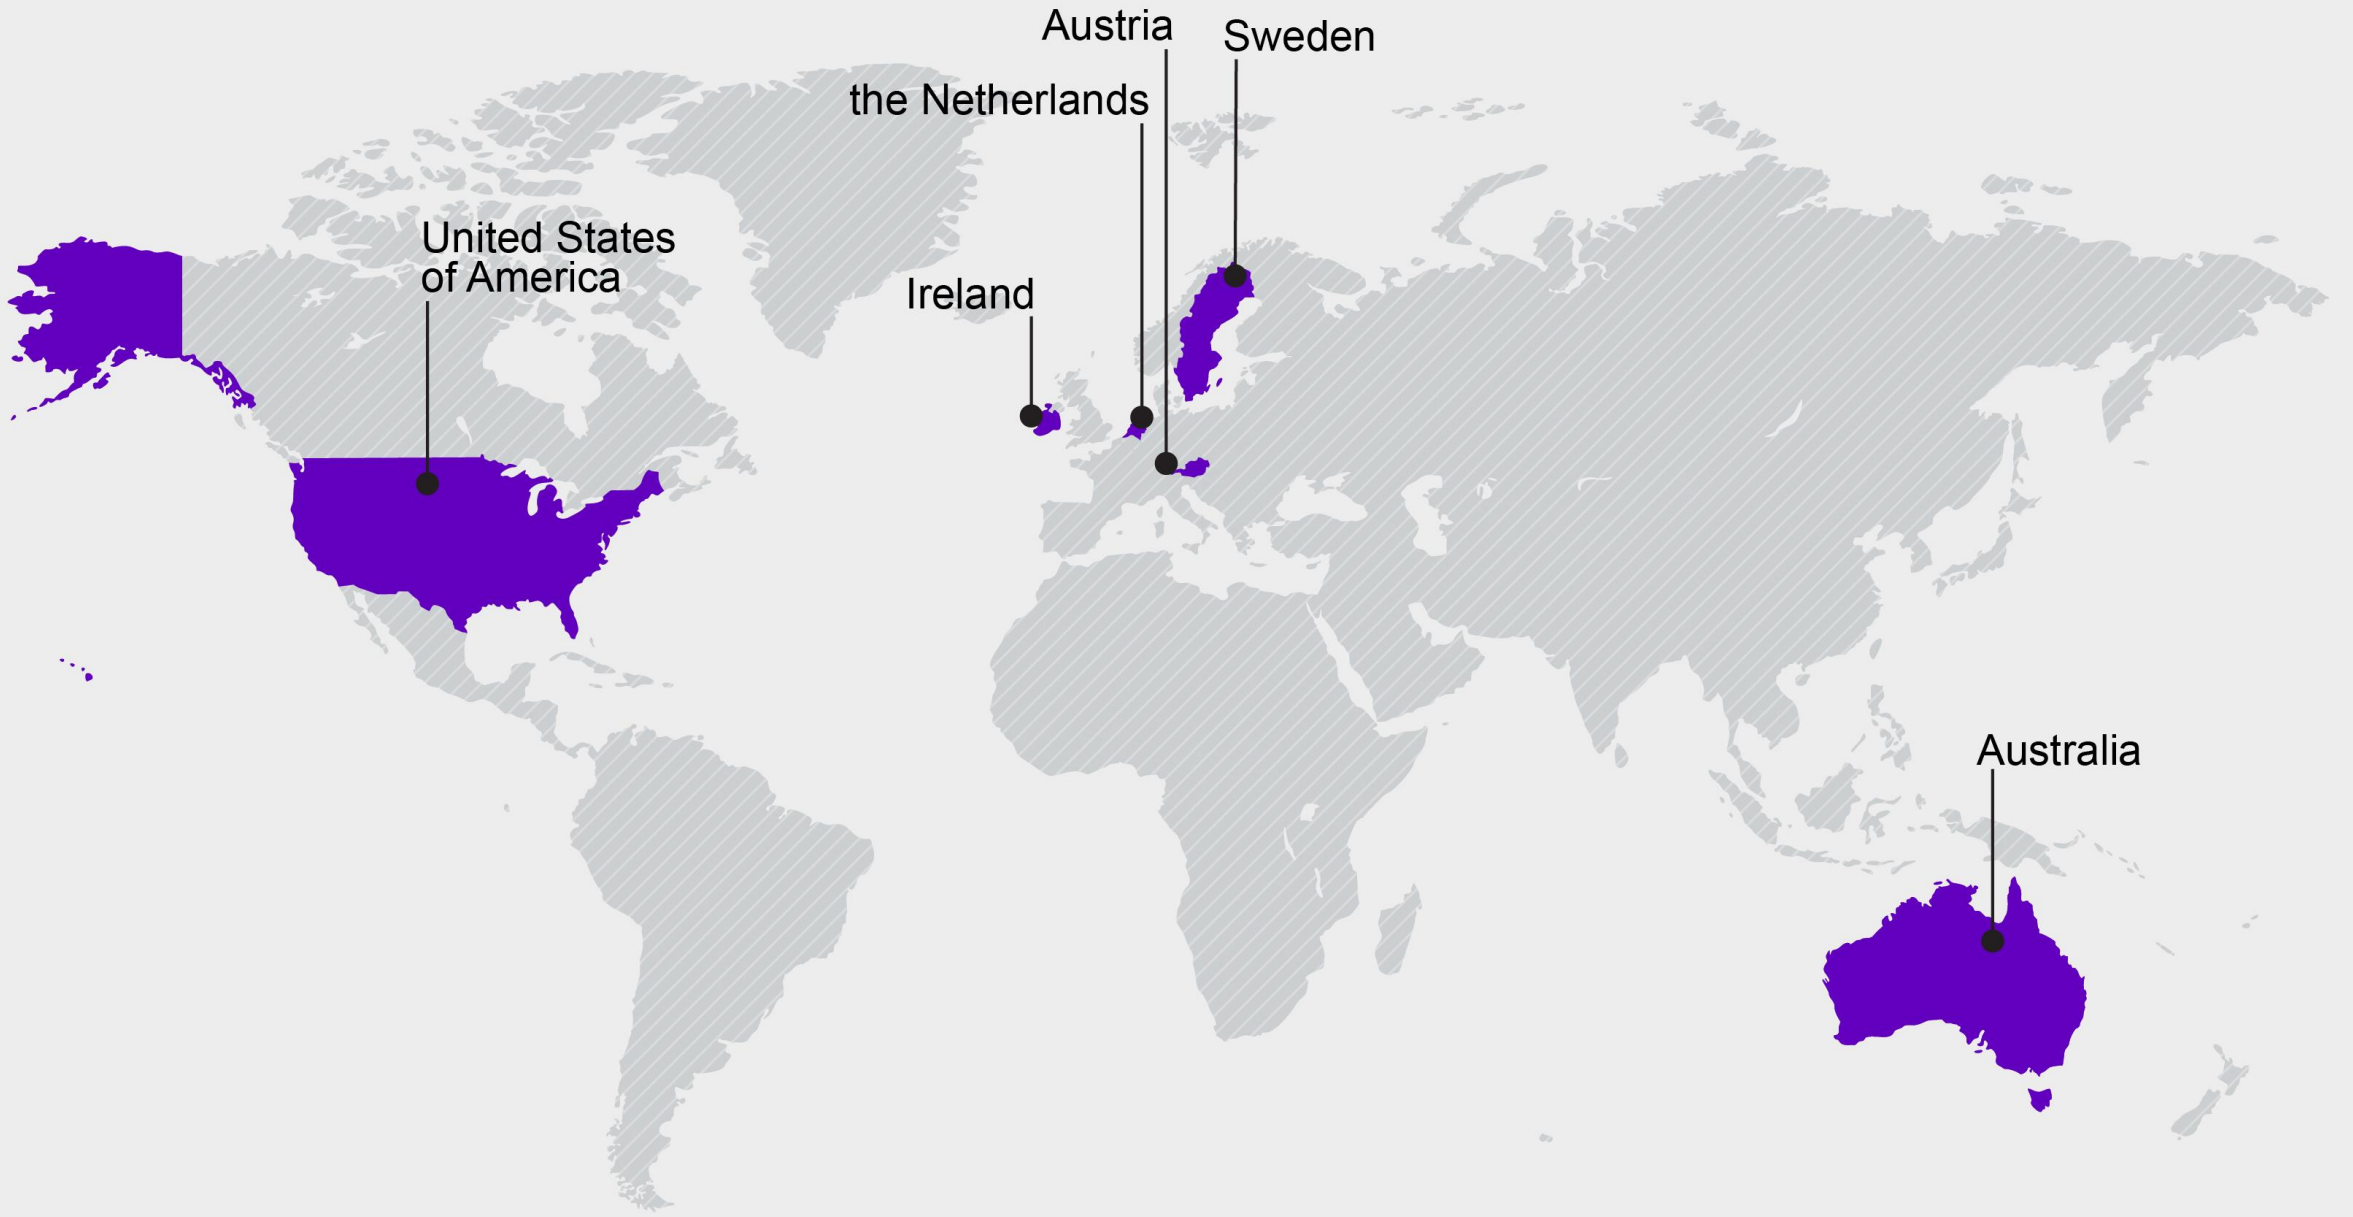 Austria
Sweden
the Netherlands
United States
of America
Ireland
Australia